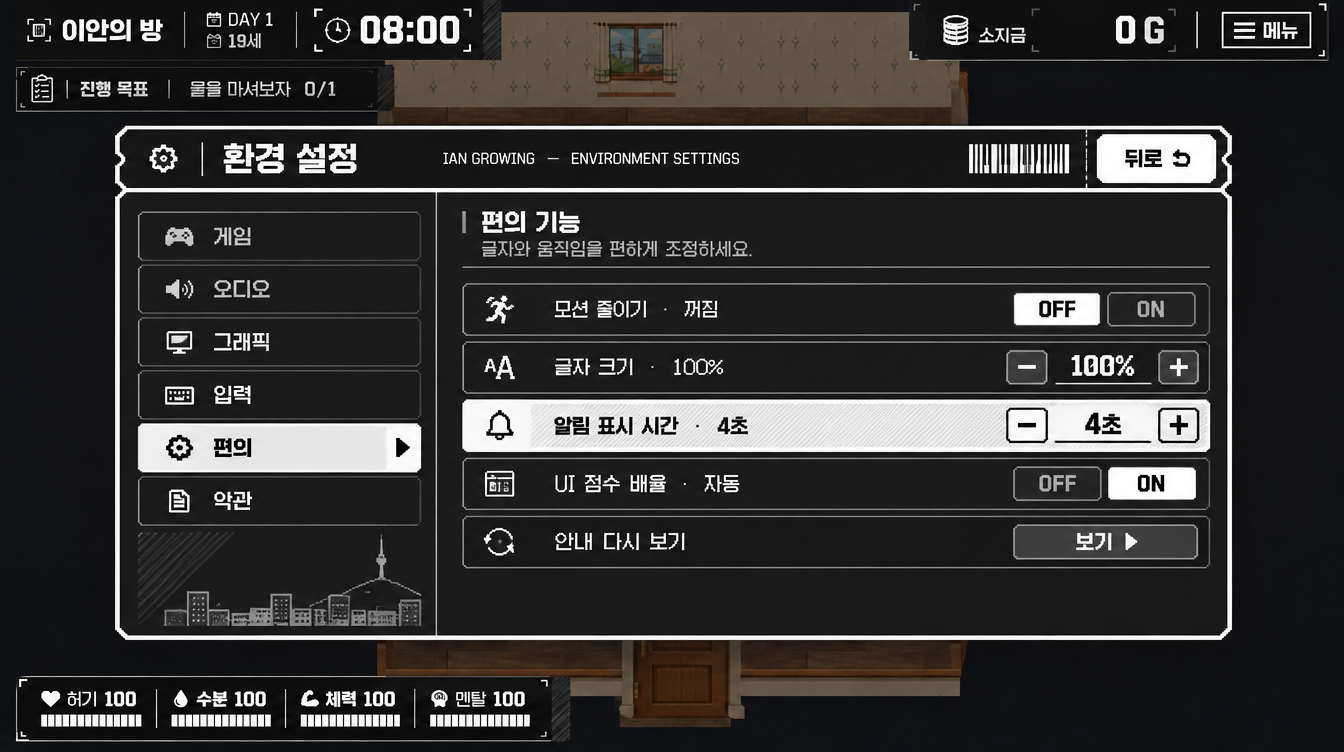 이안의 방
DAY 1
19세
08:00
소지금
0 G
메뉴
진행 목표
물을 마셔보자 0/1
환경 설정
IAN GROWING — ENVIRONMENT SETTINGS
뒤로
게임
오디오
그래픽
입력
편의
약관
편의 기능
글자와 움직임을 편하게 조정하세요.
모션 줄이기 · 꺼짐
OFF ON
글자 크기 · 100%
− 100% +
알림 표시 시간 · 4초
− 4초 +
UI 점수 배율 · 자동
OFF ON
안내 다시 보기
보기
허기 100
수분 100
체력 100
멘탈 100